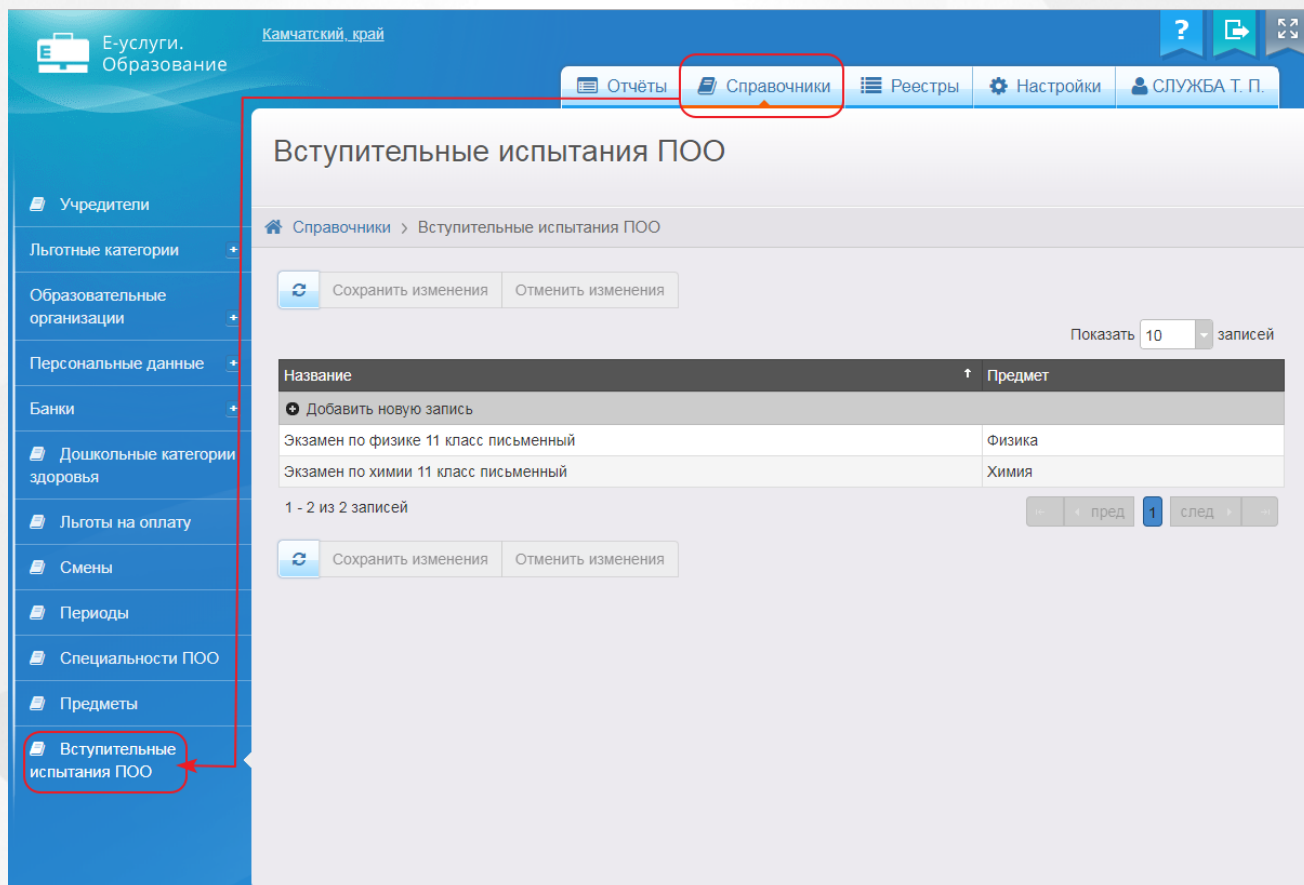 Е-услуги.
Образование
Камчатский, край
?
Отчёты
Справочники
Реестры
Настройки
СЛУЖБА Т. П.
Вступительные испытания ПОО
Учредители
Льготные категории
Образовательные
организации
Персональные данные
Банки
Дошкольные категории
здоровья
Льготы на оплату
Смены
Периоды
Специальности ПОО
Предметы
Вступительные
испытания ПОО
Справочники > Вступительные испытания ПОО
Сохранить изменения Отменить изменения
Показать 10 записей
Название Предмет
Добавить новую запись
Экзамен по физике 11 класс письменный Физика
Экзамен по химии 11 класс письменный Химия
1 - 2 из 2 записей
пред 1 след
Сохранить изменения Отменить изменения